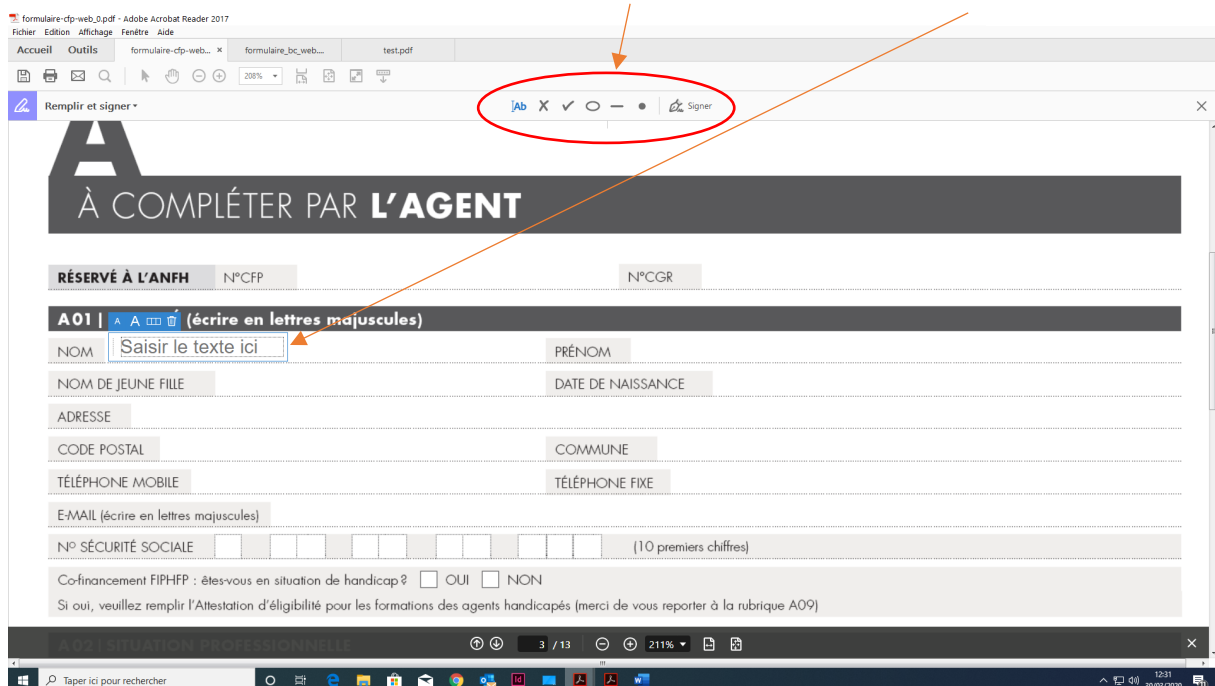 formulaire-cfp-web_0.pdf - Adobe Acrobat Reader 2017
Fichier Edition Affichage Fenêtre Aide
Accueil Outils formulaire-cfp-web... × formulaire_bc_web.... test.pdf
208%
Remplir et signer Ab Signer
A
À COMPLÉTER PAR L’AGENT
RÉSERVÉ À L’ANFH N°CFP N°CGR
A01 | A A (écrire en lettres majuscules)
NOM Saisir le texte ici PRÉNOM
NOM DE JEUNE FILLE DATE DE NAISSANCE
ADRESSE
CODE POSTAL COMMUNE
TÉLÉPHONE MOBILE TÉLÉPHONE FIXE
E-MAIL (écrire en lettres majuscules)
N° SÉCURITÉ SOCIALE (10 premiers chiffres)
Co-financement FIPHFP : êtes-vous en situation de handicap ? OUI NON
Si oui, veuillez remplir l’Attestation d’éligibilité pour les formations des agents handicapés (merci de vous reporter à la rubrique A09)
A02 | SITUATION PROFESSIONNELLE 3 / 13 211%
Taper ici pour rechercher 12:31
30/03/2020